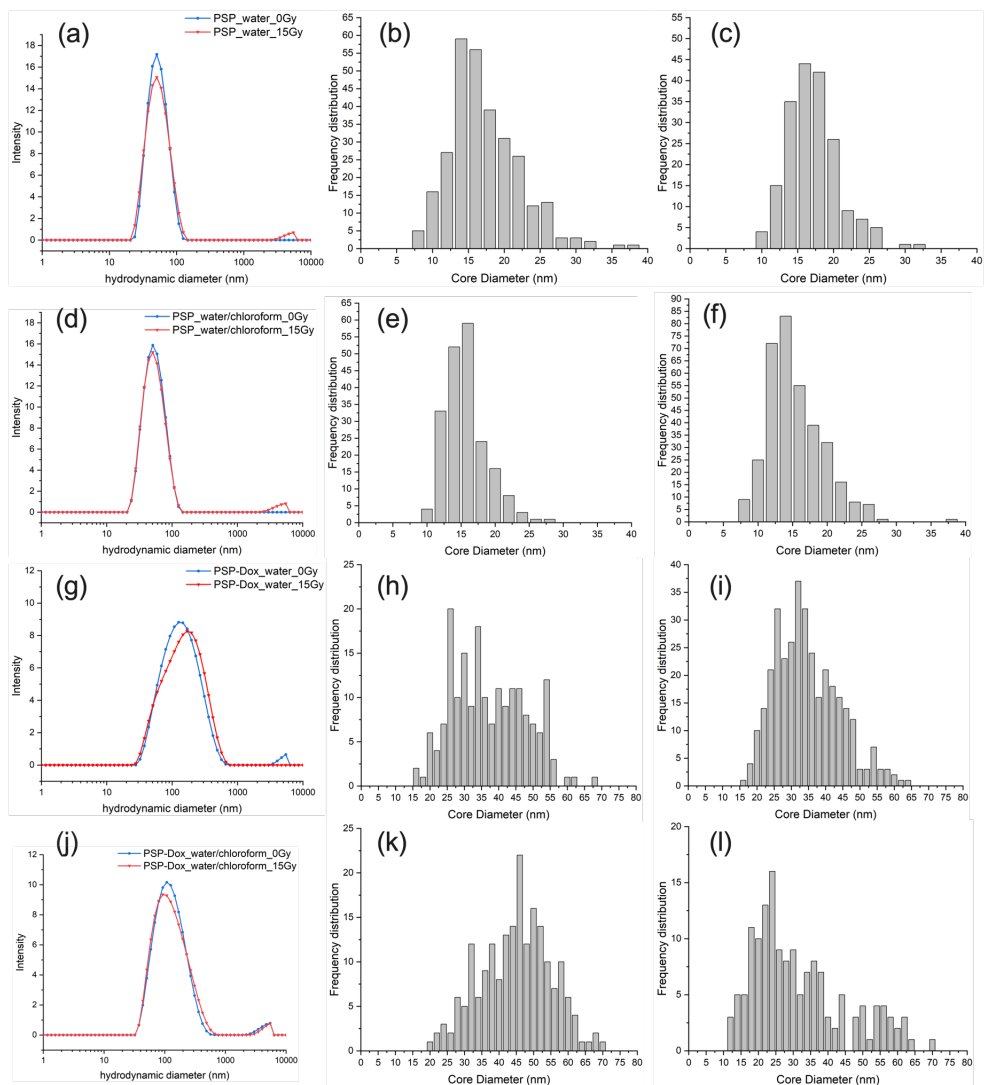 (a)
PSP_water_0Gy
PSP_water_15Gy
16
14
12
10
8
6
4
2
0
Intensity
1 10 100 1000 10000
hydrodynamic diameter (nm)
(b)
65
60
55
50
45
40
35
30
25
20
15
10
5
0
Frequency distribution
0 5 10 15 20 25 30 35 40
Core Diameter (nm)
(c)
55
50
45
40
35
30
25
20
15
10
5
0
Frequency distribution
0 5 10 15 20 25 30 35 40
Core Diameter (nm)
(d)
PSP_water/chloroform_0Gy
PSP_water/chloroform_15Gy
18
16
14
12
10
8
6
4
2
0
Intensity
1 10 100 1000 10000
hydrodynamic diameter (nm)
(e)
65
60
55
50
45
40
35
30
25
20
15
10
5
0
Frequency distribution
0 5 10 15 20 25 30 35 40
Core Diameter (nm)
(f)
90
85
80
75
70
65
60
55
50
45
40
35
30
25
20
15
10
5
0
Frequency distribution
0 5 10 15 20 25 30 35 40
Core Diameter (nm)
(g)
PSP-Dox_water_0Gy
PSP-Dox_water_15Gy
12
10
8
6
4
2
0
Intensity
1 10 100 1000 10000
hydrodynamic diameter (nm)
(h)
25
20
15
10
5
0
Frequency distribution
0 5 10 15 20 25 30 35 40 45 50 55 60 65 70 75 80
Core Diameter (nm)
(i)
40
35
30
25
20
15
10
5
0
Frequency distribution
0 5 10 15 20 25 30 35 40 45 50 55 60 65 70 75 80
Core Diameter (nm)
(j)
PSP-Dox_water/chloroform_0Gy
PSP-Dox_water/chloroform_15Gy
12
10
8
6
4
2
0
Intensity
1 10 100 1000 10000
hydrodynamic diameter (nm)
(k)
25
20
15
10
5
0
Frequency distribution
0 5 10 15 20 25 30 35 40 45 50 55 60 65 70 75 80
Core Diameter (nm)
(l)
20
15
10
5
0
Frequency distribution
0 5 10 15 20 25 30 35 40 45 50 55 60 65 70 75 80
Core Diameter (nm)